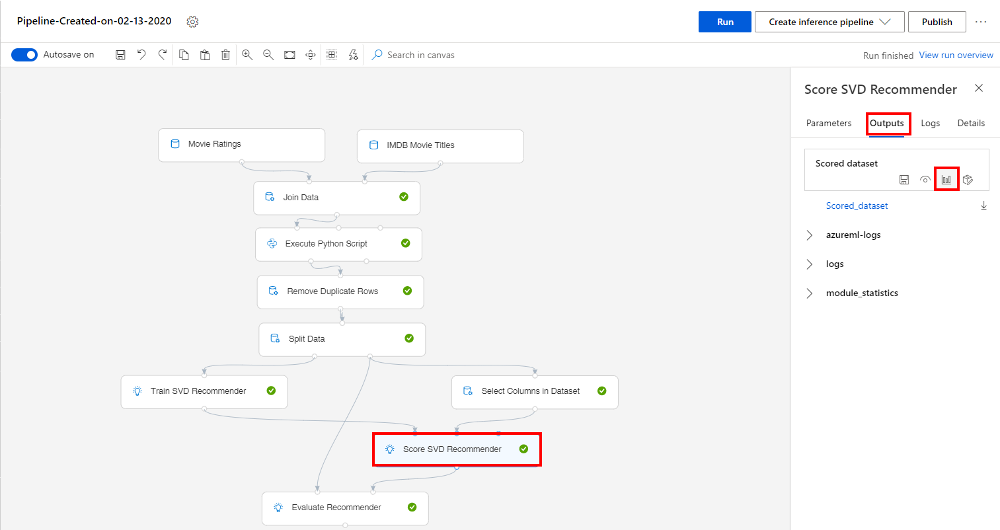 Pipeline-Created-on-02-13-2020
Run
Create inference pipeline
Publish
Autosave on
Search in canvas
Run finished
View run overview
Movie Ratings
IMDB Movie Titles
Join Data
Execute Python Script
Remove Duplicate Rows
Split Data
Train SVD Recommender
Select Columns in Dataset
Score SVD Recommender
Evaluate Recommender
Score SVD Recommender
Parameters
Outputs
Logs
Details
Scored dataset
Scored_dataset
azureml-logs
logs
module_statistics